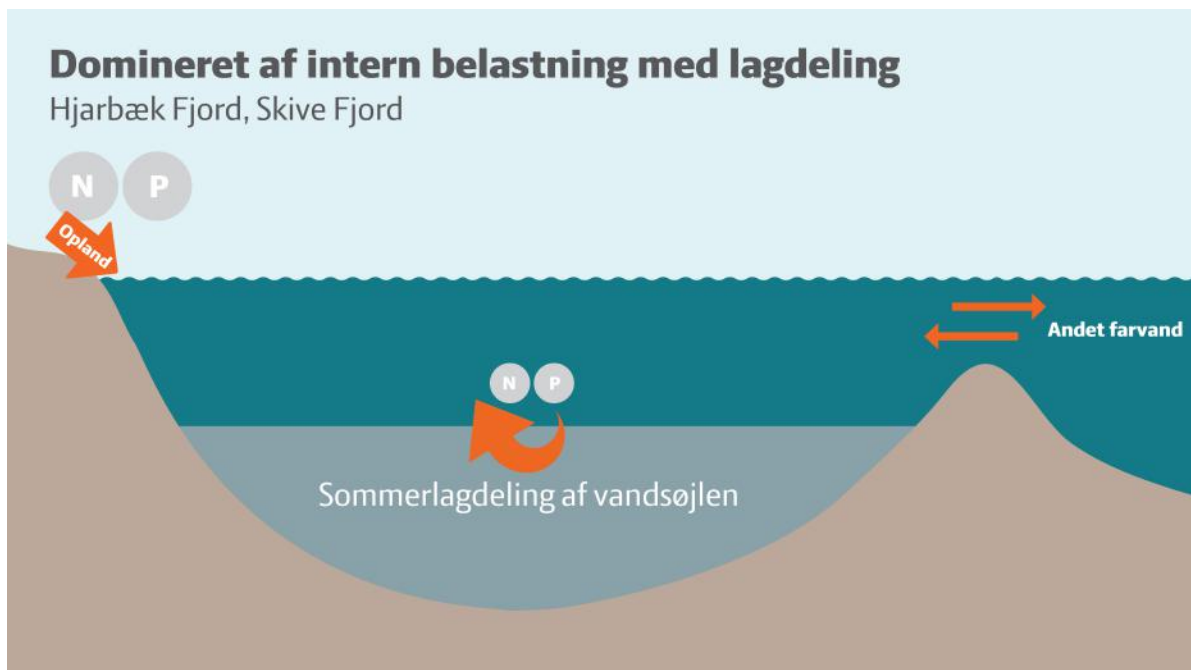 Domineret af intern belastning med lagdeling
Hjarbæk Fjord, Skive Fjord
N P
Opland
Andet farvand
N P
Sommerlagdeling af vandsøjlen